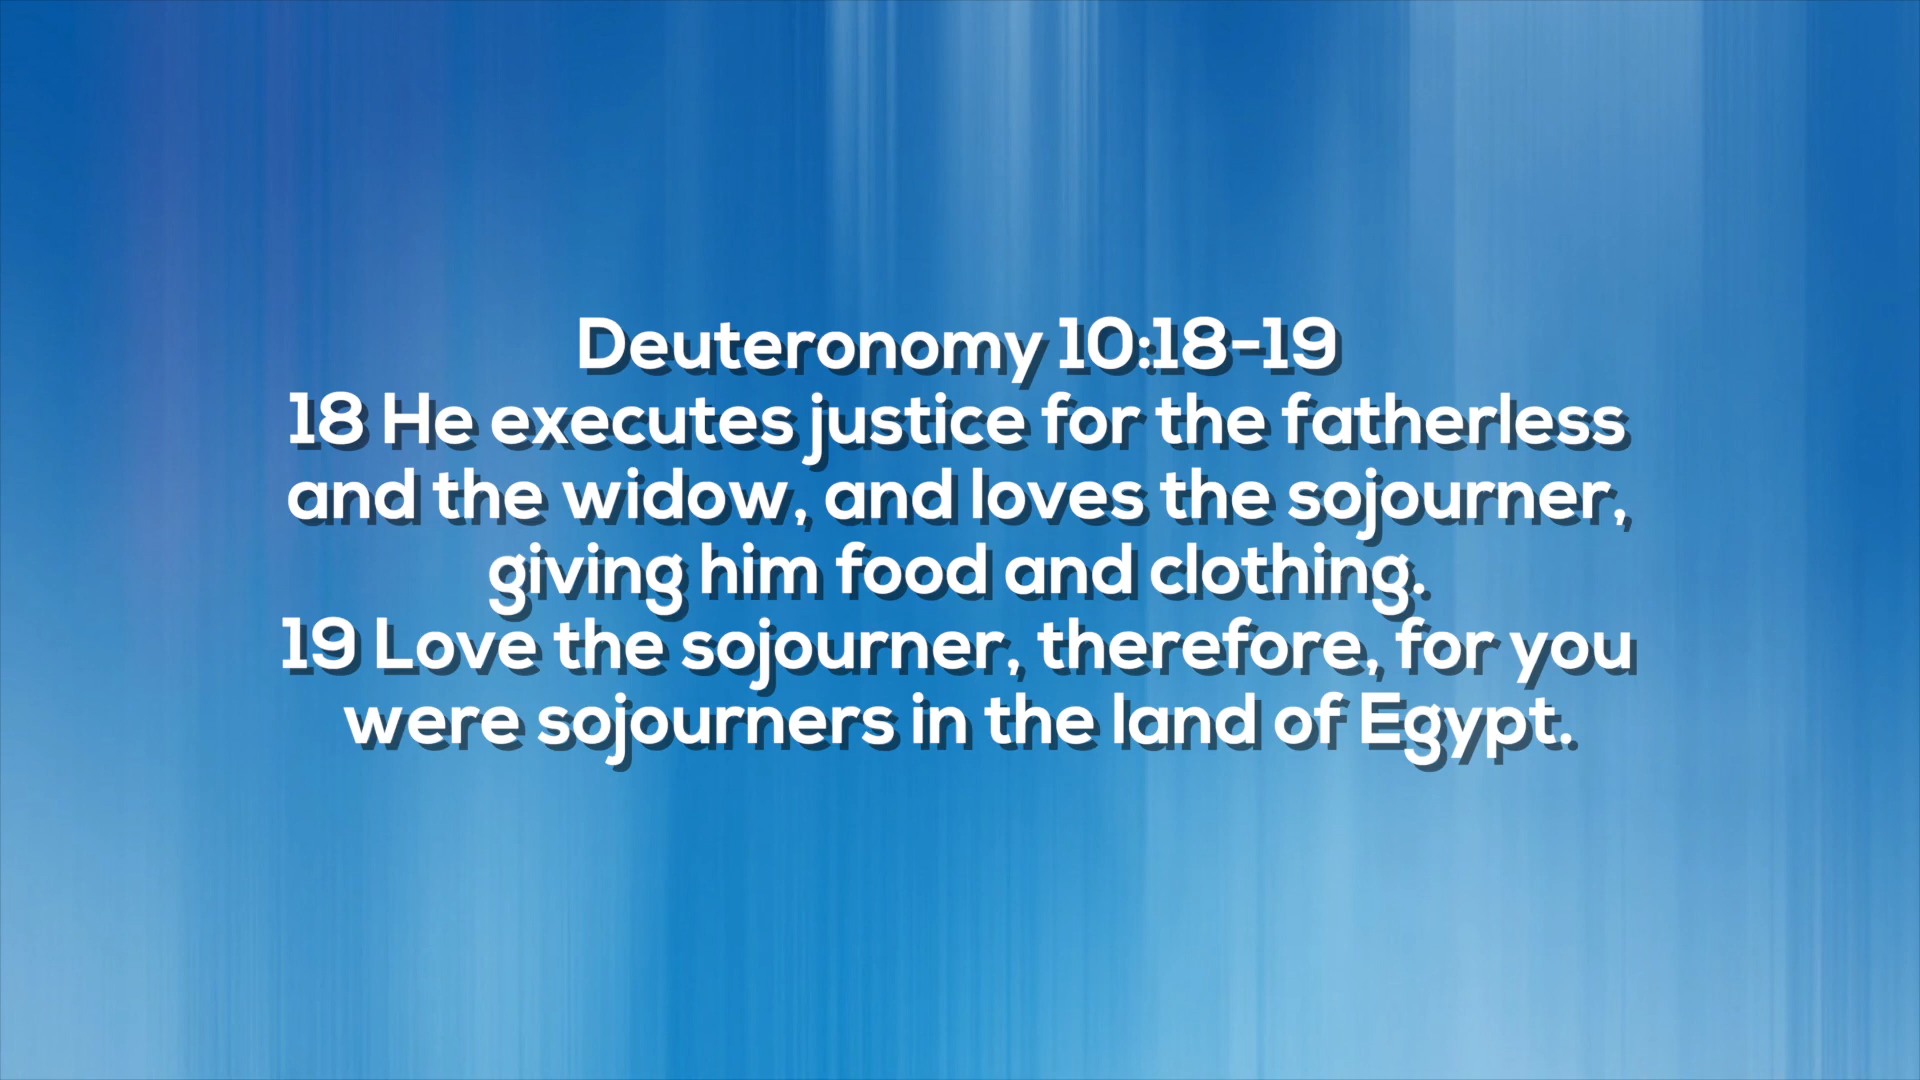 Deuteronomy 10:18-19
18 He executes justice for the fatherless
and the widow, and loves the sojourner,
giving him food and clothing.
19 Love the sojourner, therefore, for you
were sojourners in the land of Egypt.